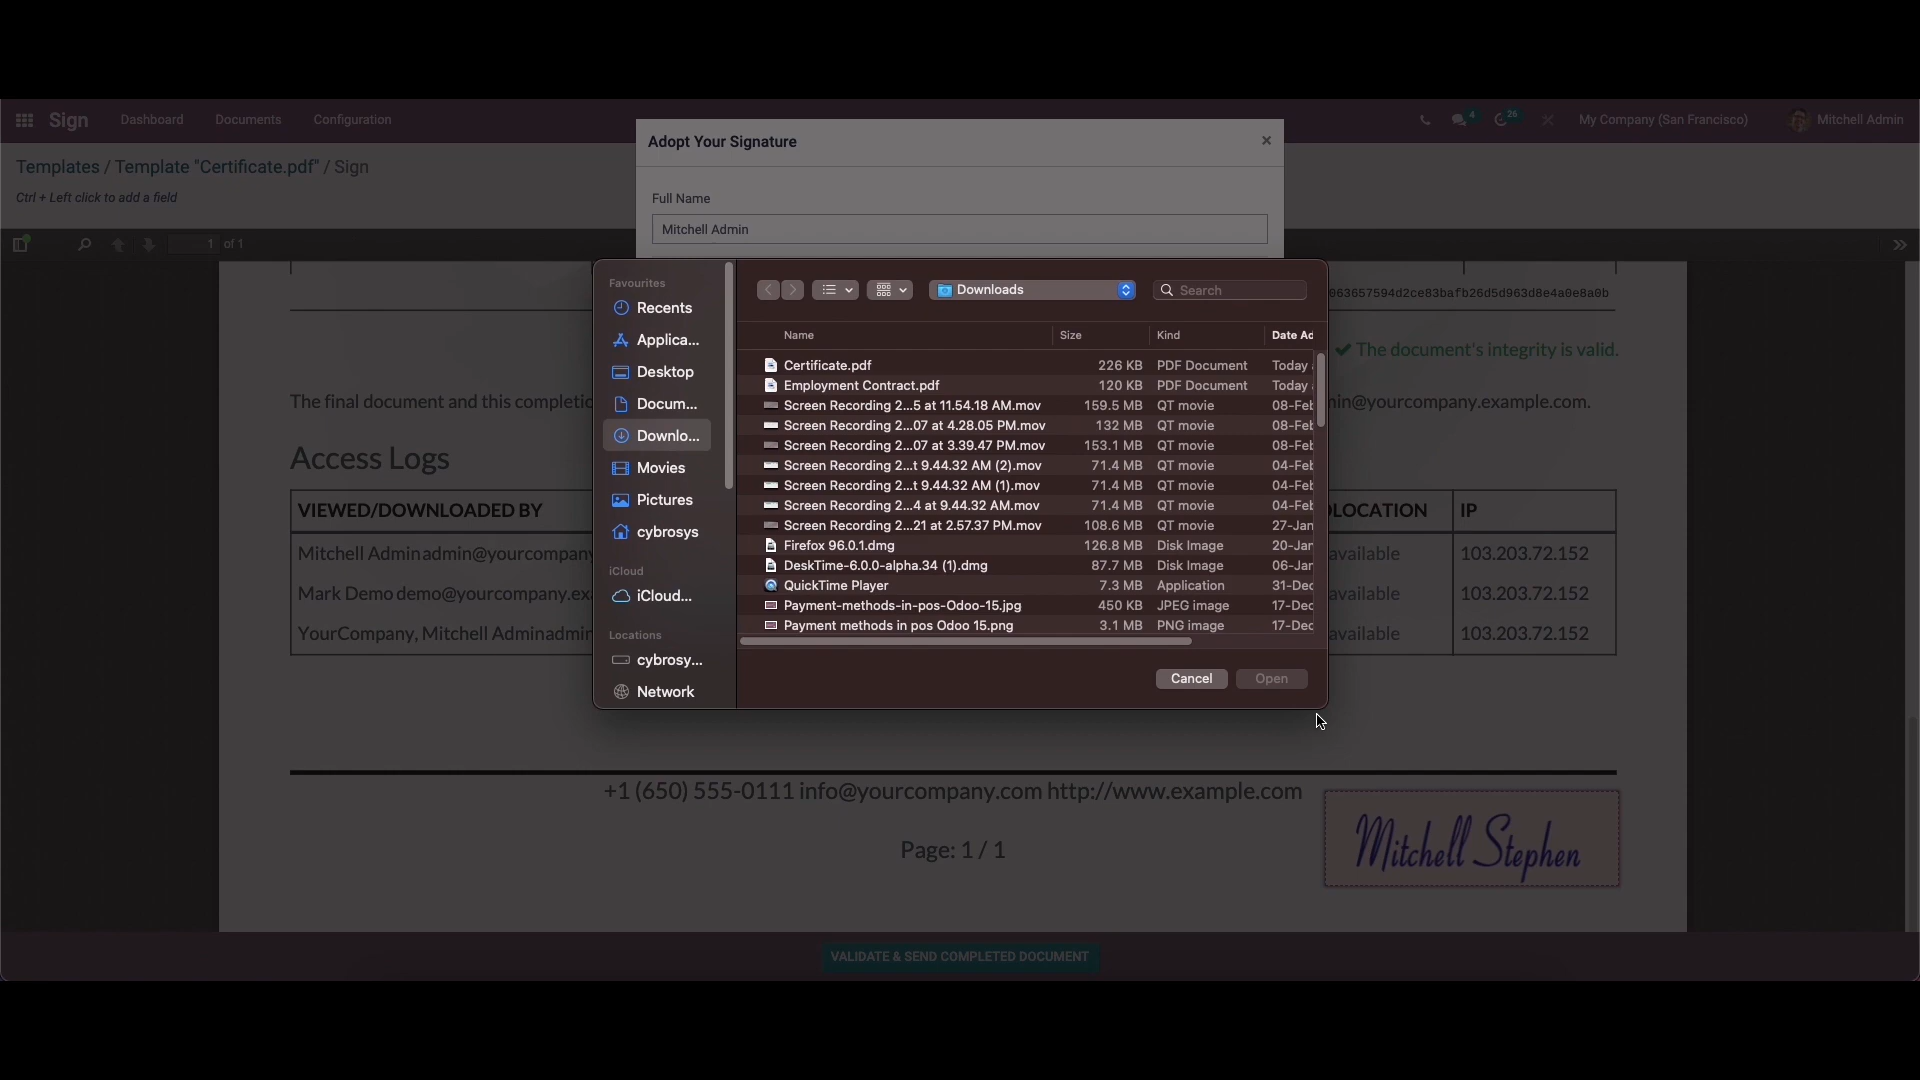 Sign Dashboard Documents Configuration 4 26 My Company (San Francisco) Mitchell Admin
Templates / Template "Certificate.pdf" / Sign
Ctrl + Left click to add a field
1 of 1
Adopt Your Signature ×
Full Name
Mitchell Admin
Favourites
Recents
Applica...
Desktop
Docum...
Downlo...
Movies
Pictures
cybrosys
iCloud
iCloud...
Locations
cybrosy...
Network
Downloads Search
Name Size Kind Date Ad
Certificate.pdf 226 KB PDF Document Today
Employment Contract.pdf 120 KB PDF Document Today
Screen Recording 2...5 at 11.54.18 AM.mov 159.5 MB QT movie 08-Feb
Screen Recording 2...07 at 4.28.05 PM.mov 132 MB QT movie 08-Feb
Screen Recording 2...07 at 3.39.47 PM.mov 153.1 MB QT movie 08-Feb
Screen Recording 2...t 9.44.32 AM (2).mov 71.4 MB QT movie 04-Feb
Screen Recording 2...t 9.44.32 AM (1).mov 71.4 MB QT movie 04-Feb
Screen Recording 2...4 at 9.44.32 AM.mov 71.4 MB QT movie 04-Feb
Screen Recording 2...21 at 2.57.37 PM.mov 108.6 MB QT movie 27-Jan
Firefox 96.0.1.dmg 126.8 MB Disk Image 20-Jan
DeskTime-6.0.0-alpha.34 (1).dmg 87.7 MB Disk Image 06-Jan
QuickTime Player 7.3 MB Application 31-Dec
Payment-methods-in-pos-Odoo-15.jpg 450 KB JPEG image 17-Dec
Payment methods in pos Odoo 15.png 3.1 MB PNG image 17-Dec
Cancel Open
063657594d2ce83bafb26d5d963d8e4a0e8a0b
The document's integrity is valid.
The final document and this completio min@yourcompany.example.com.
Access Logs
VIEWED/DOWNLOADED BY OLOCATION IP
Mitchell Adminadmin@yourcompany available 103.203.72.152
Mark Demo demo@yourcompany.exa available 103.203.72.152
YourCompany, Mitchell Adminadmin available 103.203.72.152
+1 (650) 555-0111 info@yourcompany.com http://www.example.com
Page: 1 / 1
Mitchell Stephen
VALIDATE & SEND COMPLETED DOCUMENT